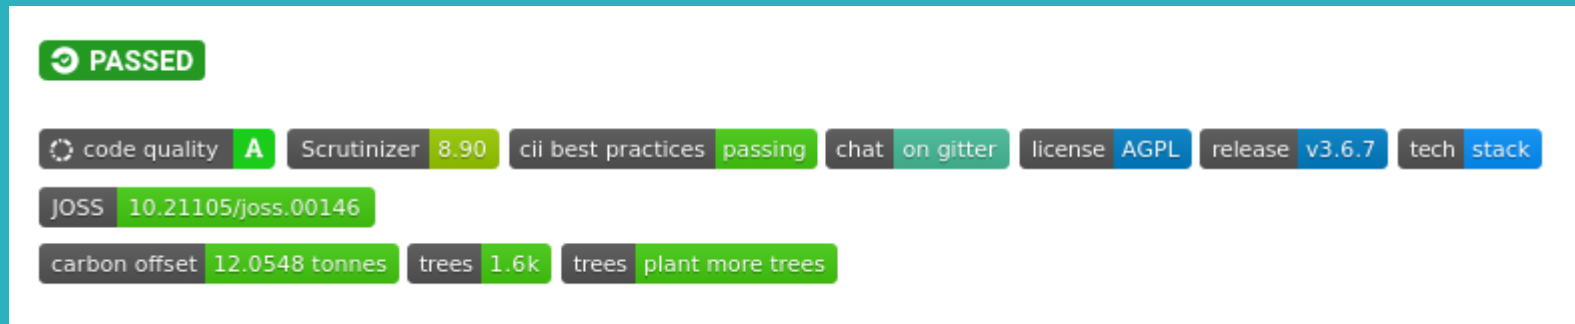 PASSED
code quality A Scrutinizer 8.90 cii best practices passing chat on gitter license AGPL release v3.6.7 tech stack
JOSS 10.21105/joss.00146
carbon offset 12.0548 tonnes trees 1.6k trees plant more trees